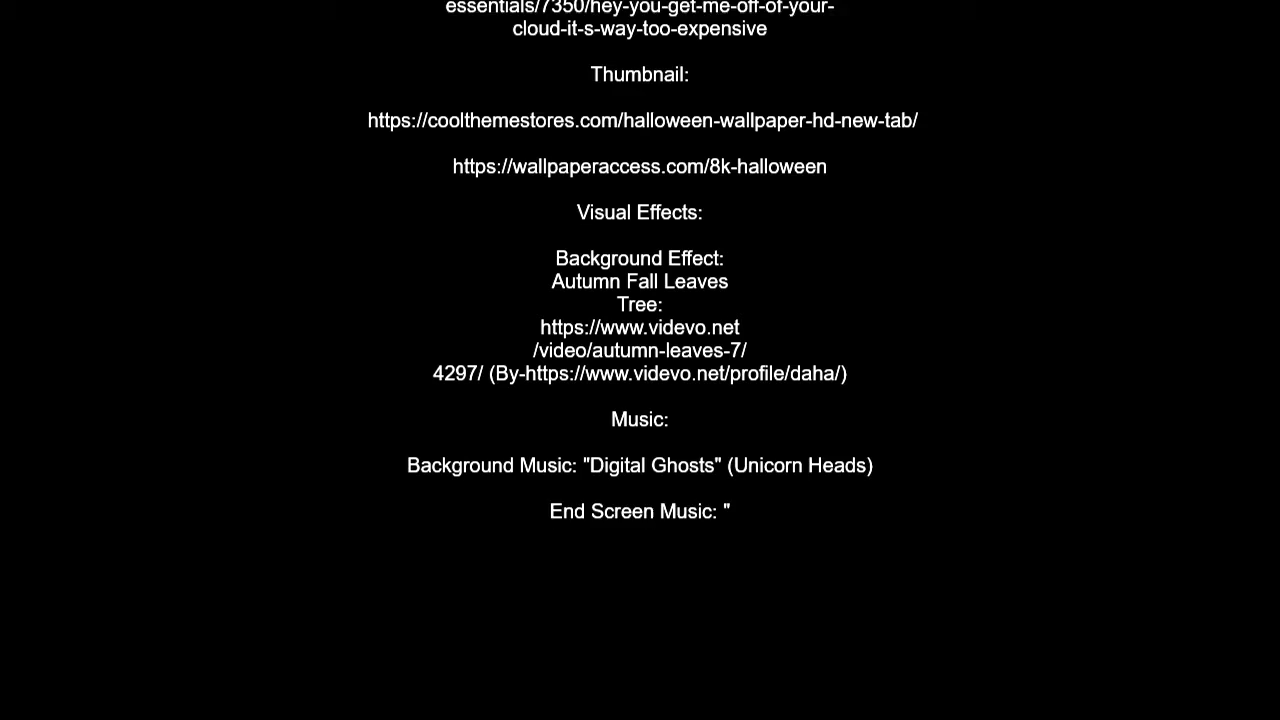 essentials/7350/hey-you-get-me-off-of-your-
cloud-it-s-way-too-expensive
Thumbnail:
https://coolthemestores.com/halloween-wallpaper-hd-new-tab/
https://wallpaperaccess.com/8k-halloween
Visual Effects:
Background Effect:
Autumn Fall Leaves
Tree:
https://www.videvo.net
/video/autumn-leaves-7/
4297/ (By-https://www.videvo.net/profile/daha/)
Music:
Background Music: "Digital Ghosts" (Unicorn Heads)
End Screen Music: "